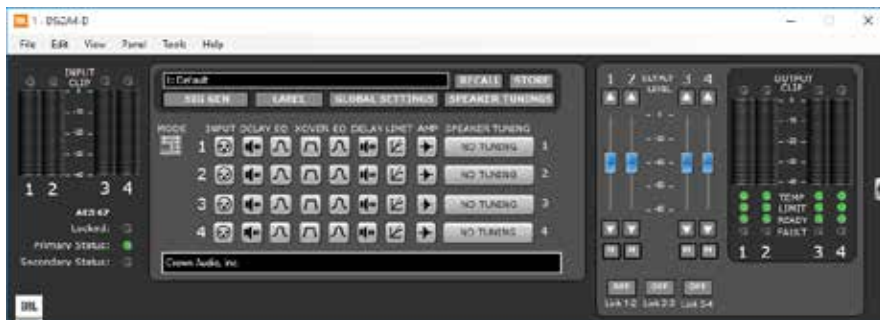 1 - DSi2M-D
File Edit View Panel Tools Help
INPUT
CLIP
1 2 3 4
AES67
Locked:
Primary Status:
Secondary Status:
JBL
1: Default
RECALL STORE
SIG GEN LABEL GLOBAL SETTINGS SPEAKER TUNINGS
MODE INPUT DELAY EQ XOVER EQ DELAY LIMIT AMP SPEAKER TUNING
1 NO TUNING 1
2 NO TUNING 2
3 NO TUNING 3
4 NO TUNING 4
Crown Audio, Inc.
1 2 OUTPUT LEVEL 3 4
OFF OFF OFF
Link 1-2 Link 2-3 Link 3-4
OUTPUT
CLIP
TEMP
LIMIT
READY
FAULT
1 2 3 4